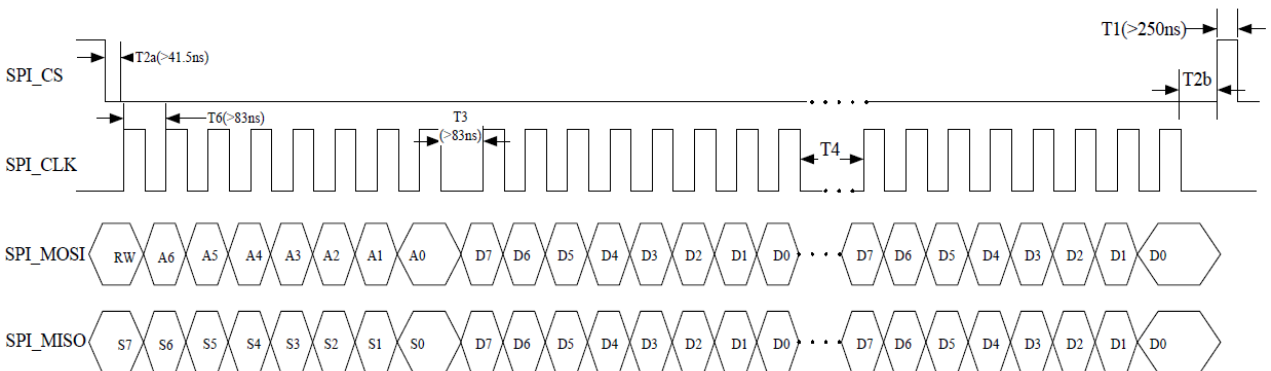 T1(>250ns)
SPI_CS
T2a(>41.5ns)
T2b
T6(>83ns)
T3
(>83ns)
SPI_CLK
T4
SPI_MOSI RW A6 A5 A4 A3 A2 A1 A0 D7 D6 D5 D4 D3 D2 D1 D0 D7 D6 D5 D4 D3 D2 D1 D0
SPI_MISO S7 S6 S5 S4 S3 S2 S1 S0 D7 D6 D5 D4 D3 D2 D1 D0 D7 D6 D5 D4 D3 D2 D1 D0